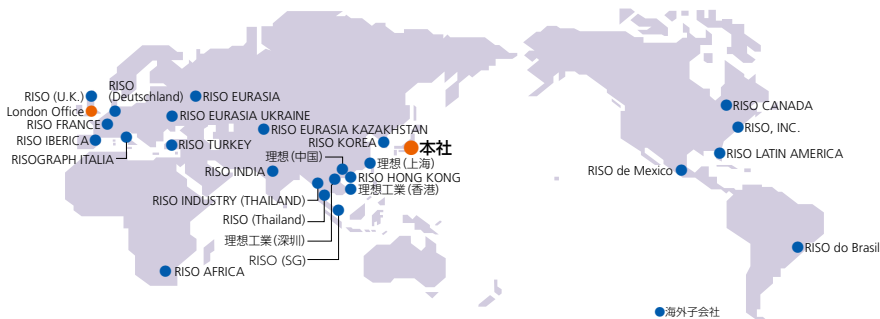 RISO
(Deutschland)
RISO (U.K.)
London Office
RISO FRANCE
RISO IBERICA
RISOGRAPH ITALIA
RISO EURASIA
RISO EURASIA UKRAINE
RISO EURASIA KAZAKHSTAN
RISO TURKEY
RISO KOREA
本社
理想(中国)
理想(上海)
RISO INDIA
RISO HONG KONG
理想工業(香港)
RISO INDUSTRY (THAILAND)
RISO (Thailand)
理想工業(深圳)
RISO (SG)
RISO AFRICA
RISO CANADA
RISO, INC.
RISO LATIN AMERICA
RISO de Mexico
RISO do Brasil
海外子会社